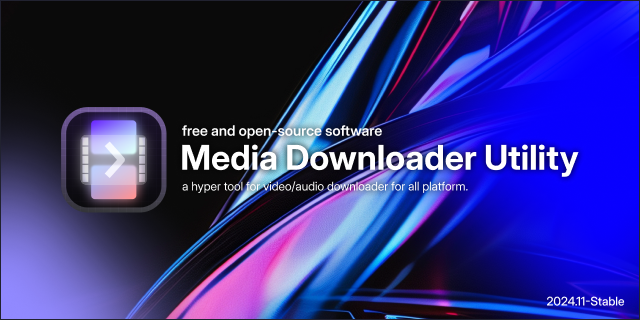 free and open-source software
Media Downloader Utility
a hyper tool for video/audio downloader for all platform.
2024.11-Stable